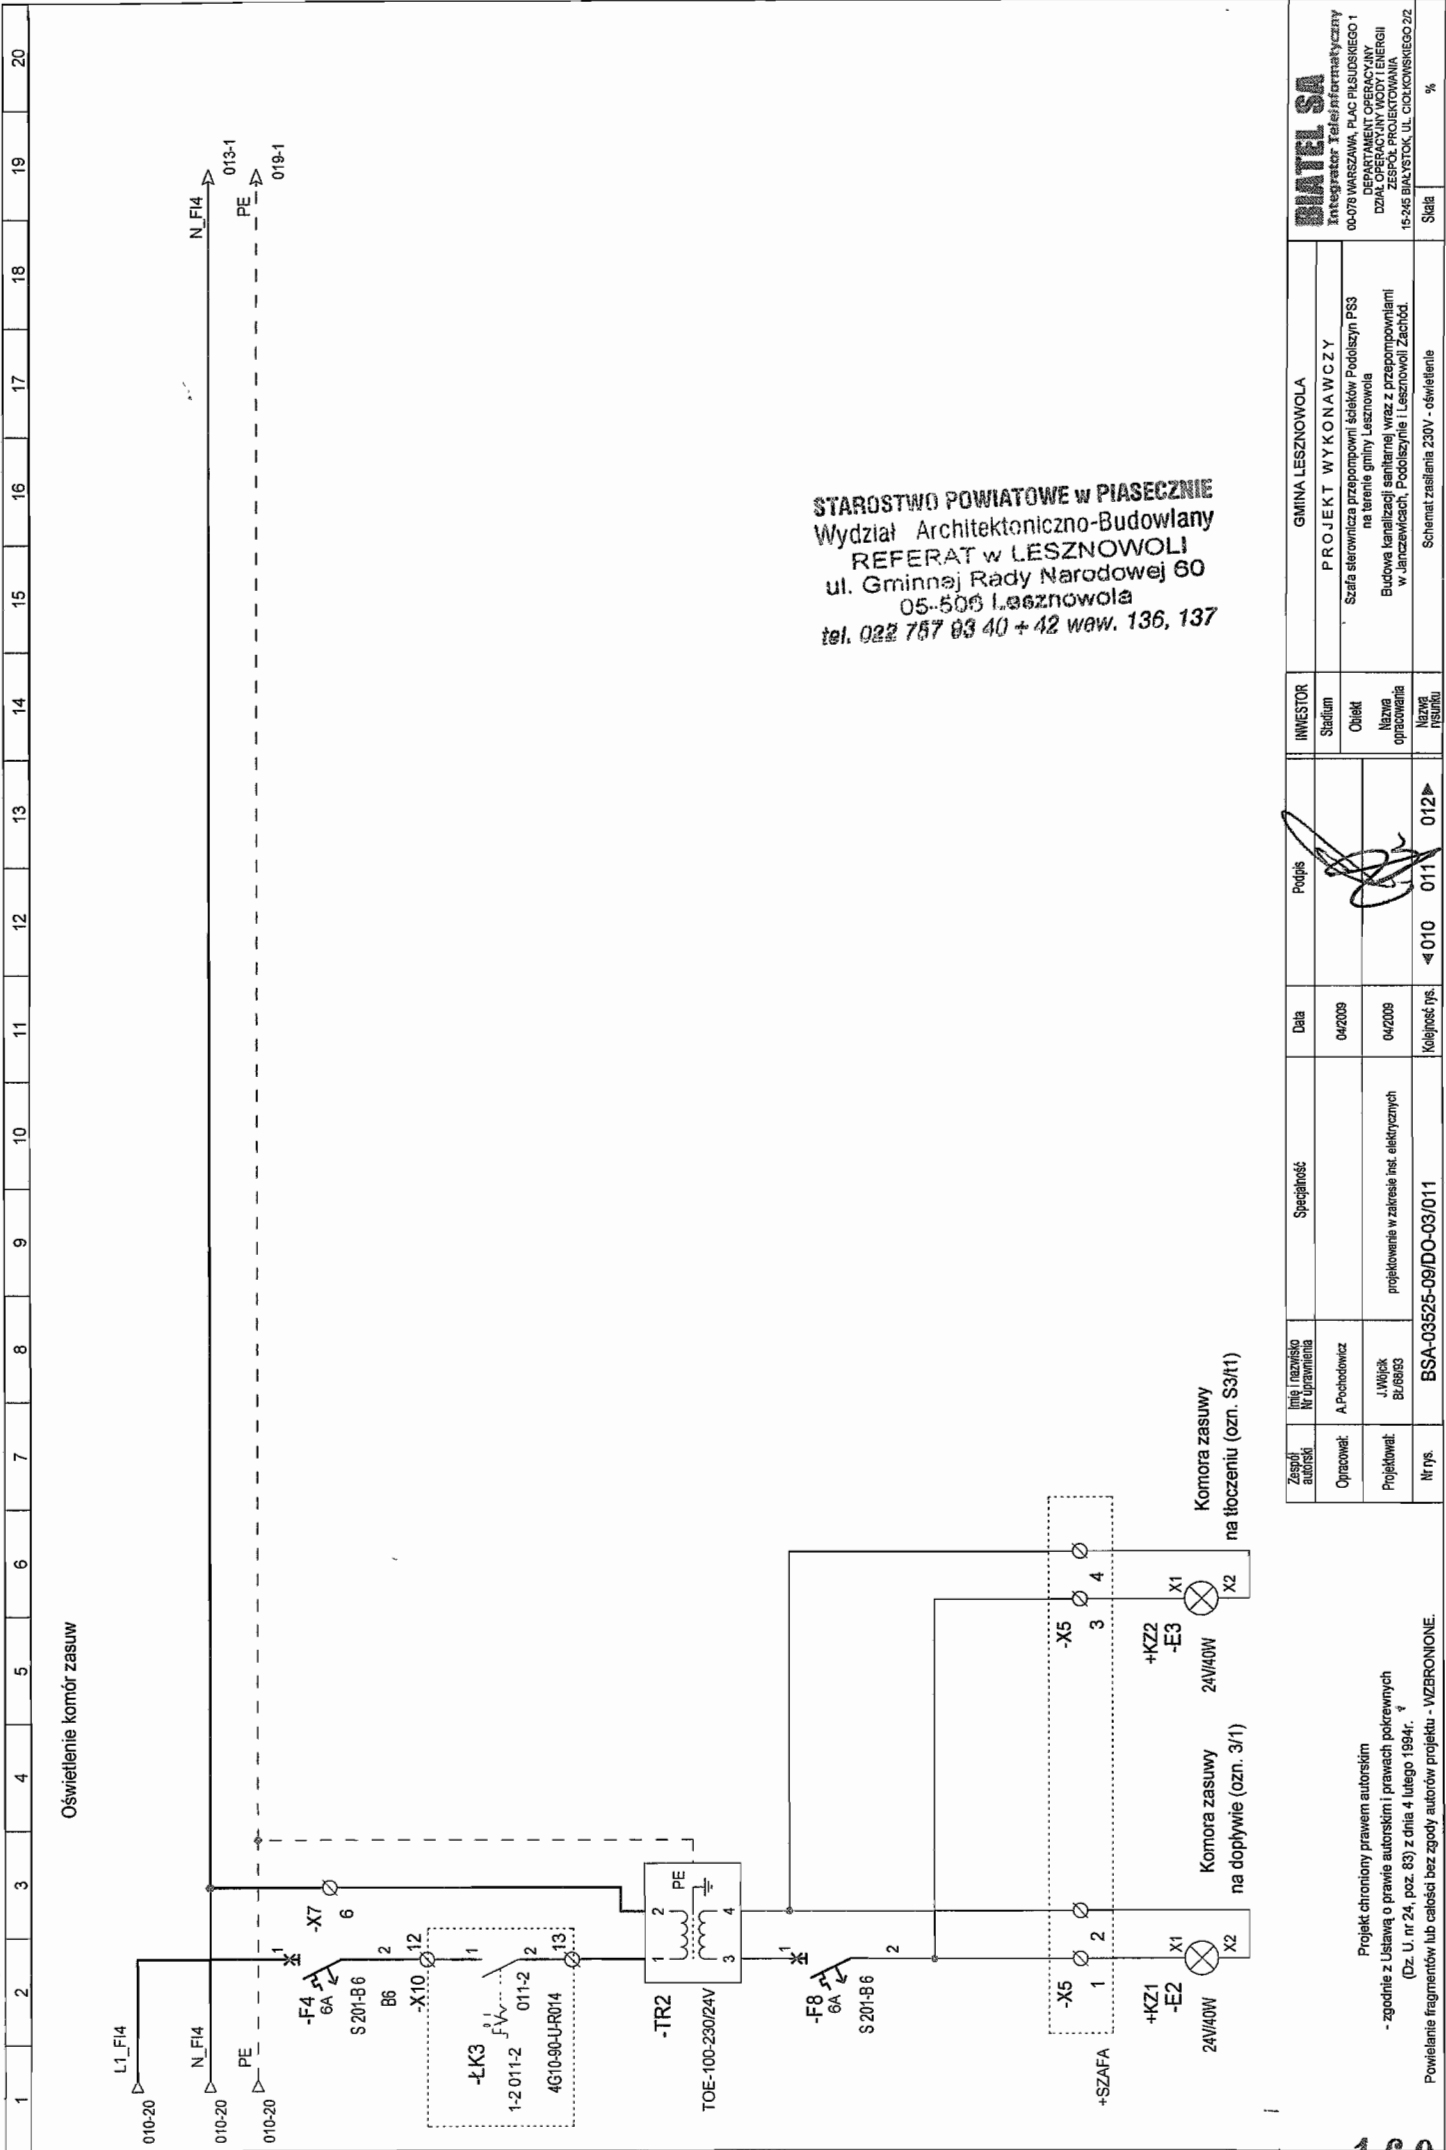 1 2 3 4 5 6 7 8 9 10 11 12 13 14 15 16 17 18 19 20
Oświetlenie komór zasuw
010-20
L1_FI4
010-20
N_FI4
010-20
PE
N_FI4
013-1
PE
019-1
-F4
6A
S 201-B 6
B6
1
2
-X7
6
-X10
12
-ŁK3
1-2 011-2
4G10-90-U-R014
1
2
011-2
13
-TR2
TOE-100-230/24V
1
2
PE
3
4
-F8
6A
S 201-B 6
1
2
+SZAFA
-X5
1
2
-X5
3
4
+KZ1
-E2
24V/40W
X1
X2
Komora zasuwy
na dopływie (ozn. 3/1)
+KZ2
-E3
24V/40W
X1
X2
Komora zasuwy
na tłoczeniu (ozn. S3/t1)
STAROSTWO POWIATOWE w PIASECZNIE
Wydział Architektoniczno-Budowlany
REFERAT w LESZNOWOLI
ul. Gminnej Rady Narodowej 60
05-506 Lesznowola
tel. 022 757 93 40 ÷ 42 wew. 136, 137
Projekt chroniony prawem autorskim
- zgodnie z Ustawą o prawie autorskim i prawach pokrewnych
(Dz. U. nr 24, poz. 83) z dnia 4 lutego 1994r.
Powielanie fragmentów lub całości bez zgody autorów projektu - WZBRONIONE.
Zespół autorski
Imię i nazwisko
Nr uprawnienia
Specjalność
Data
Podpis
Opracował:
A.Pochodowicz
04/2009
Projektował:
J.Wójcik
BŁ/68/93
projektowanie w zakresie inst. elektrycznych
04/2009
Nr rys.
BSA-03525-09/DO-03/011
Kolejność rys.
◄010 011 012►
INWESTOR
GMINA LESZNOWOLA
Stadium
PROJEKT WYKONAWCZY
Obiekt
Szafa sterownicza przepompowni ścieków Podolszyn PS3
na terenie gminy Lesznowola
Nazwa opracowania
Budowa kanalizacji sanitarnej wraz z przepompowniami
w Janczewicach, Podolszynie i Lesznowoli Zachód.
Nazwa rysunku
Schemat zasilania 230V - oświetlenie
BIATEL SA
Integrator Teleinformatyczny
00-078 WARSZAWA, PLAC PIŁSUDSKIEGO 1
DEPARTAMENT OPERACYJNY
DZIAŁ OPERACYJNY WODY I ENERGII
ZESPÓŁ PROJEKTOWANIA
15-245 BIAŁYSTOK, UL. CIOŁKOWSKIEGO 2/2
Skala
%